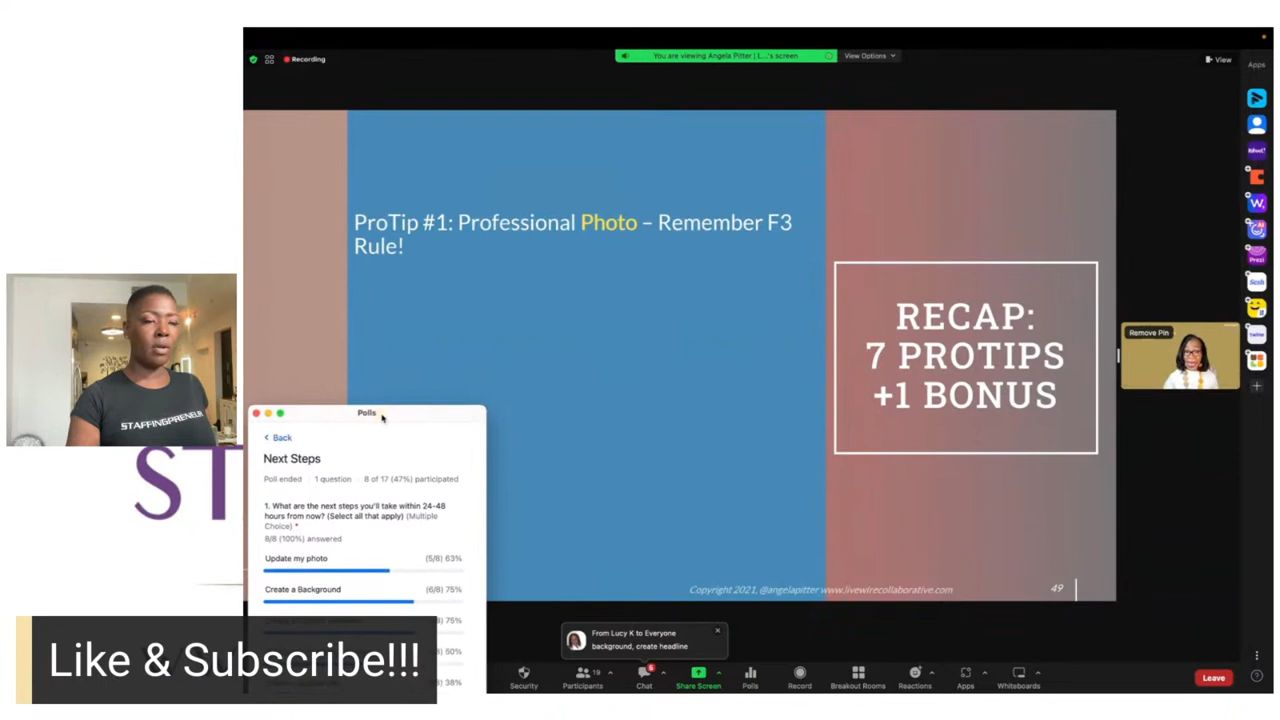 Recording
You are viewing Angela Pitter | L...'s screen
View Options
View
Apps
ProTip #1: Professional Photo – Remember F3
Rule!
RECAP:
7 PROTIPS
+1 BONUS
Remove Pin
STAFFINGPRENEUR
ST
Polls
Back
Next Steps
Poll ended
1 question
8 of 17 (47%) participated
1. What are the next steps you'll take within 24-48
hours from now? (Select all that apply) (Multiple
Choice) *
8/8 (100%) answered
Update my photo (5/8) 63%
Create a Background (6/8) 75%
75%
50%
38%
Copyright 2021, @angelapitter www.livewirecollaborative.com 49
From Lucy K to Everyone
background, create headline
Like & Subscribe!!!
Security
Participants
19
Chat
5
Share Screen
Polls
Record
Breakout Rooms
Reactions
Apps
Whiteboards
Leave